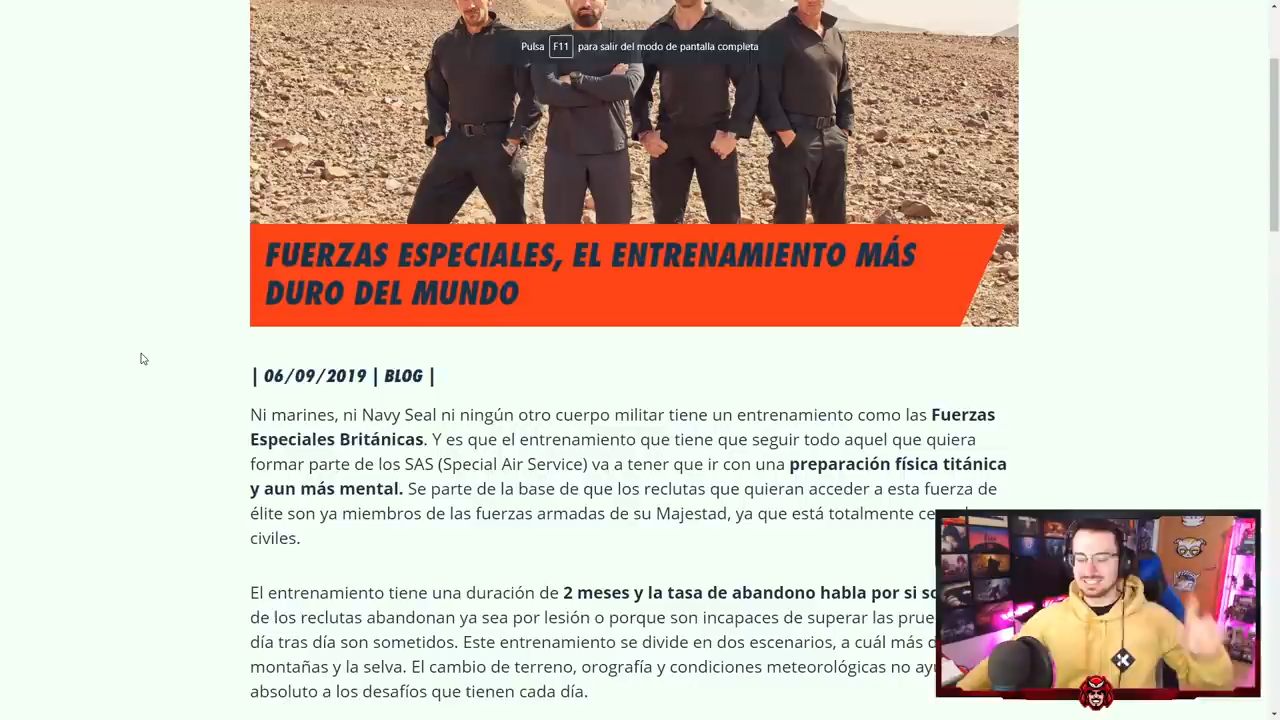 Pulsa F11 para salir del modo de pantalla completa
FUERZAS ESPECIALES, EL ENTRENAMIENTO MÁS
DURO DEL MUNDO
| 06/09/2019 | BLOG |
Ni marines, ni Navy Seal ni ningún otro cuerpo militar tiene un entrenamiento como las Fuerzas
Especiales Británicas. Y es que el entrenamiento que tiene que seguir todo aquel que quiera
formar parte de los SAS (Special Air Service) va a tener que ir con una preparación física titánica
y aun más mental. Se parte de la base de que los reclutas que quieran acceder a esta fuerza de
élite son ya miembros de las fuerzas armadas de su Majestad, ya que está totalmente
civiles.
El entrenamiento tiene una duración de 2 meses y la tasa de abandono habla por si
de los reclutas abandonan ya sea por lesión o porque son incapaces de superar las
día tras día son sometidos. Este entrenamiento se divide en dos escenarios, a cuál más
montañas y la selva. El cambio de terreno, orografía y condiciones meteorológicas no
absoluto a los desafíos que tienen cada día.